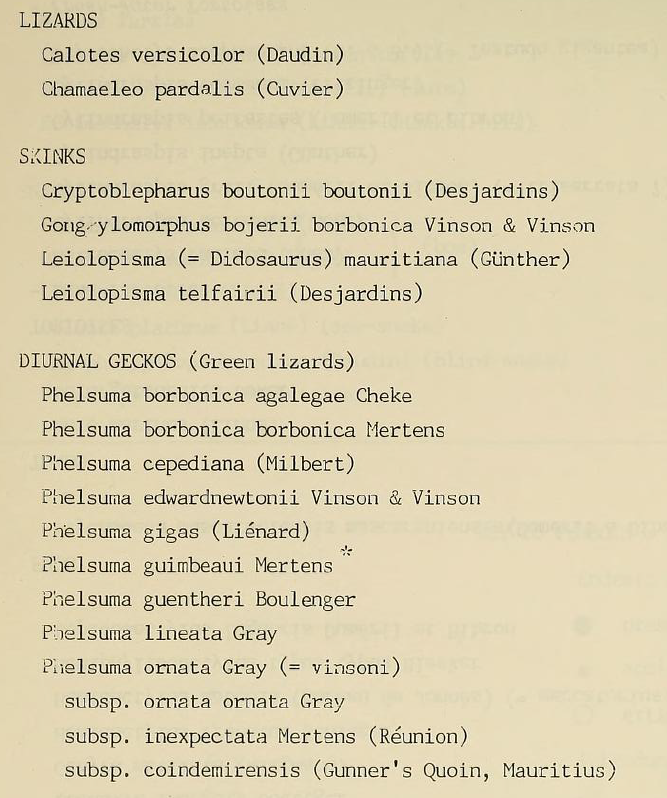 LIZARDS
Calotes versicolor (Daudin)
Chamaeleo pardalis (Cuvier)
SKINKS
Cryptoblepharus boutonii boutonii (Desjardins)
Gongylomorphus bojerii borbonica Vinson & Vinson
Leiolopisma (= Didosaurus) mauritiana (Günther)
Leiolopisma telfairii (Desjardins)
DIURNAL GECKOS (Green lizards)
Phelsuma borbonica agalegae Cheke
Phelsuma borbonica borbonica Mertens
Phelsuma cepediana (Milbert)
Phelsuma edwardnewtonii Vinson & Vinson
Phelsuma gigas (Liénard)
Phelsuma guimbeaui Mertens *
Phelsuma guentheri Boulenger
Phelsuma lineata Gray
Phelsuma ornata Gray (= vinsoni)
subsp. ornata ornata Gray
subsp. inexpectata Mertens (Réunion)
subsp. coindemirensis (Gunner's Quoin, Mauritius)